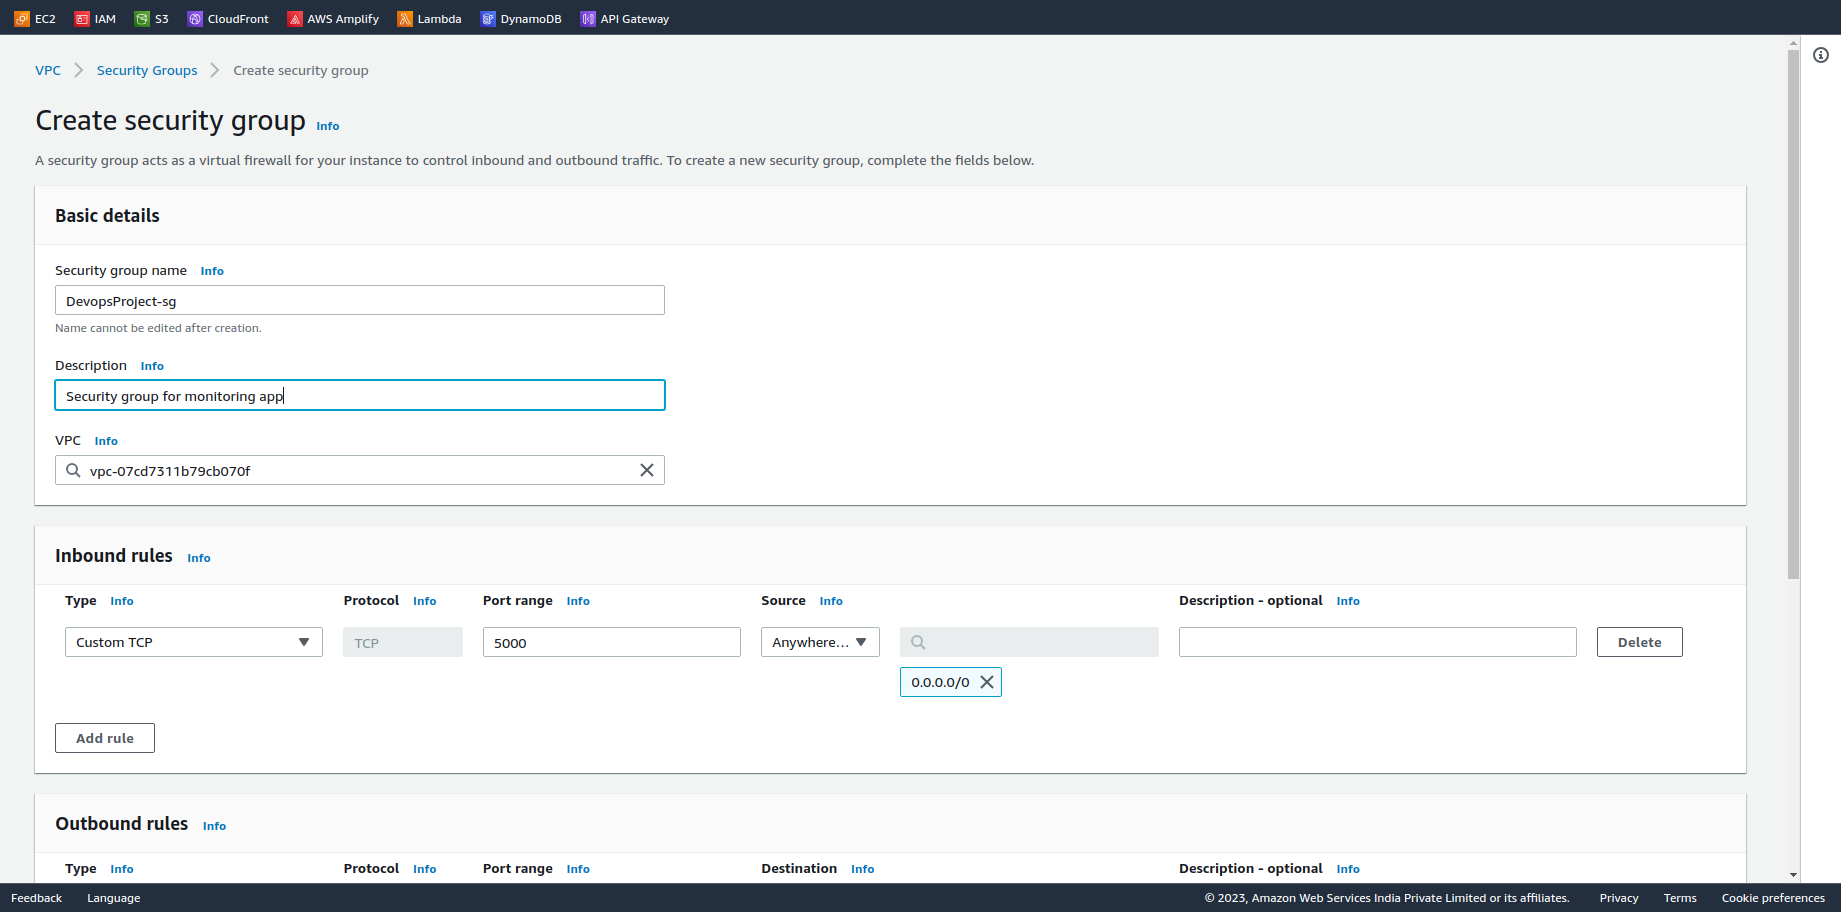 EC2 IAM S3 CloudFront AWS Amplify Lambda DynamoDB API Gateway
VPC Security Groups Create security group
Create security group Info
A security group acts as a virtual firewall for your instance to control inbound and outbound traffic. To create a new security group, complete the fields below.
Basic details
Security group name Info
DevopsProject-sg
Name cannot be edited after creation.
Description Info
Security group for monitoring app
VPC Info
vpc-07cd7311b79cb070f
Inbound rules Info
Type Info Protocol Info Port range Info Source Info Description - optional Info
Custom TCP TCP 5000 Anywhere... Delete
0.0.0.0/0
Add rule
Outbound rules Info
Type Info Protocol Info Port range Info Destination Info Description - optional Info
Feedback Language © 2023, Amazon Web Services India Private Limited or its affiliates. Privacy Terms Cookie preferences